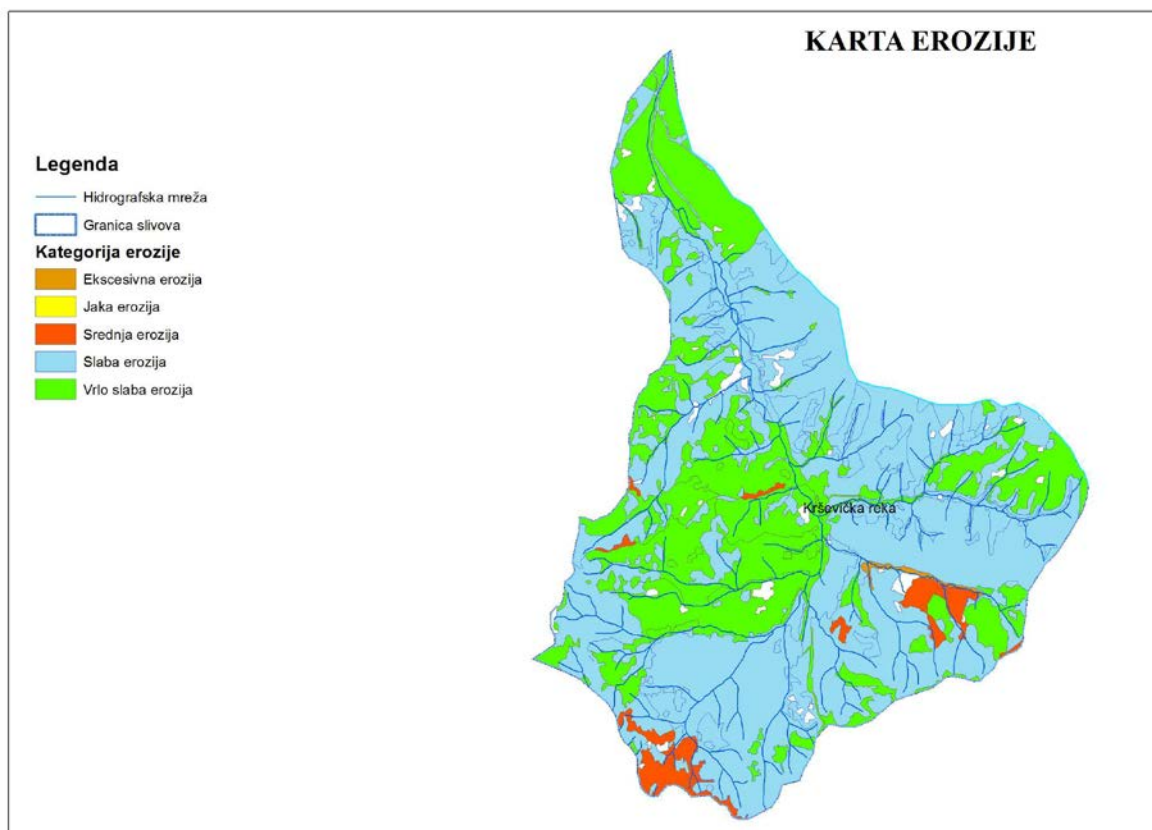 KARTA EROZIJE
Legenda
Hidrografska mreža
Granica slivova
Kategorija erozije
Ekscesivna erozija
Jaka erozija
Srednja erozija
Slaba erozija
Vrlo slaba erozija
Krševička reka